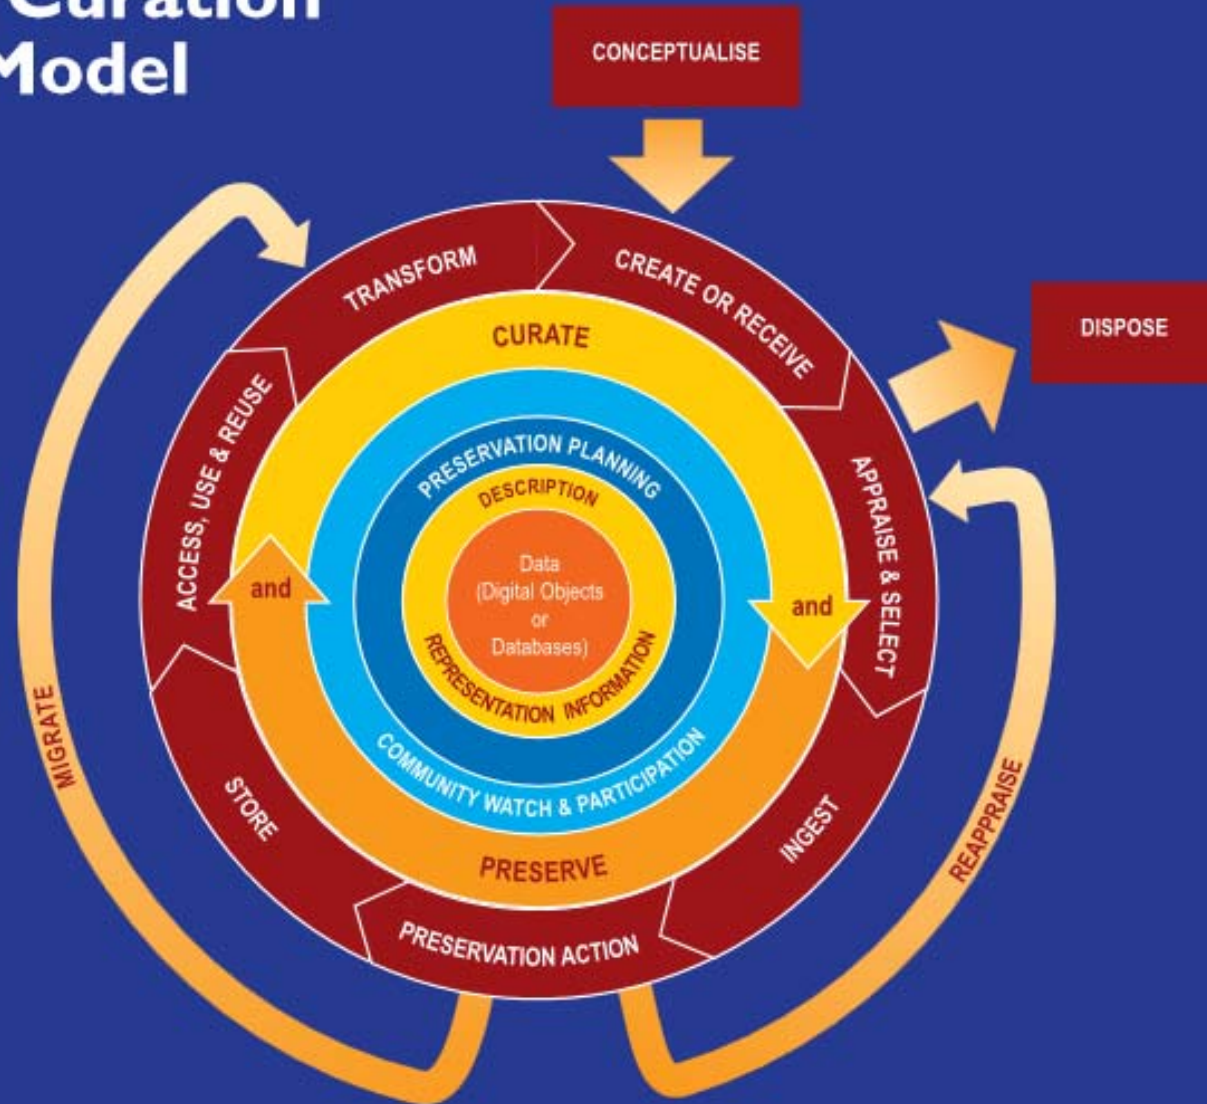 Curation
Model
CONCEPTUALISE
DISPOSE
TRANSFORM
CREATE OR RECEIVE
APPRAISE & SELECT
INGEST
PRESERVATION ACTION
STORE
ACCESS, USE & REUSE
CURATE
and
PRESERVE
and
PRESERVATION PLANNING
COMMUNITY WATCH & PARTICIPATION
DESCRIPTION
REPRESENTATION INFORMATION
Data
(Digital Objects
or
Databases)
MIGRATE
REAPPRAISE